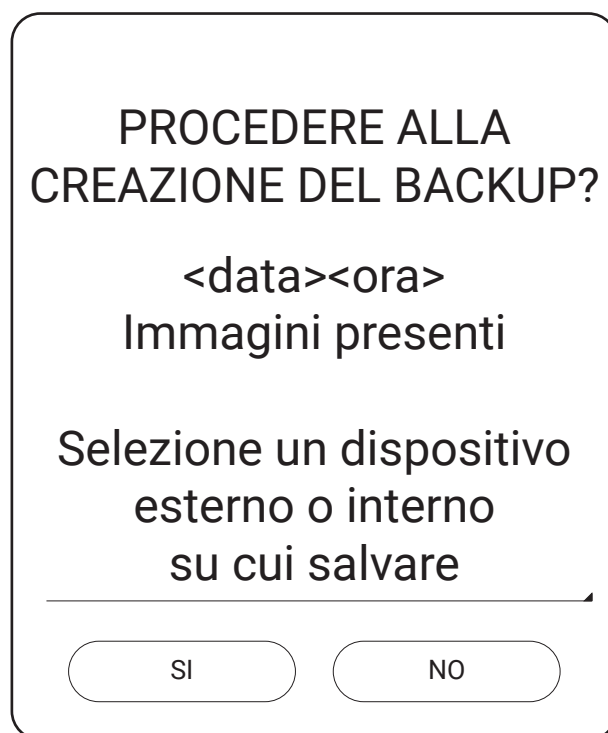 PROCEDERE ALLA
CREAZIONE DEL BACKUP?
<data><ora>
Immagini presenti
Selezione un dispositivo
esterno o interno
su cui salvare
SI
NO